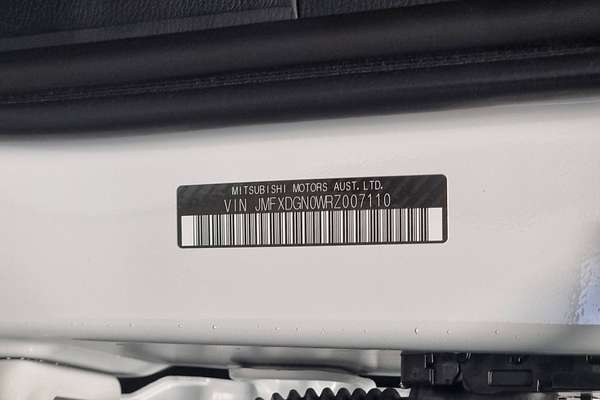 MITSUBISHI MOTORS AUST. LTD.
VIN JMFXDGN0WRZ007110